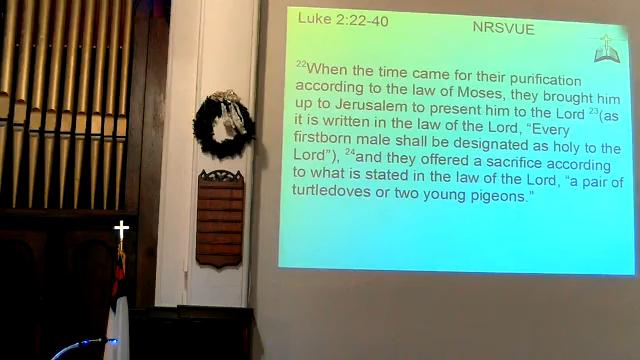 Luke 2:22-40 NRSVUE
22When the time came for their purification
according to the law of Moses, they brought him
up to Jerusalem to present him to the Lord 23(as
it is written in the law of the Lord, “Every
firstborn male shall be designated as holy to the
Lord”), 24and they offered a sacrifice according
to what is stated in the law of the Lord, “a pair of
turtledoves or two young pigeons.”